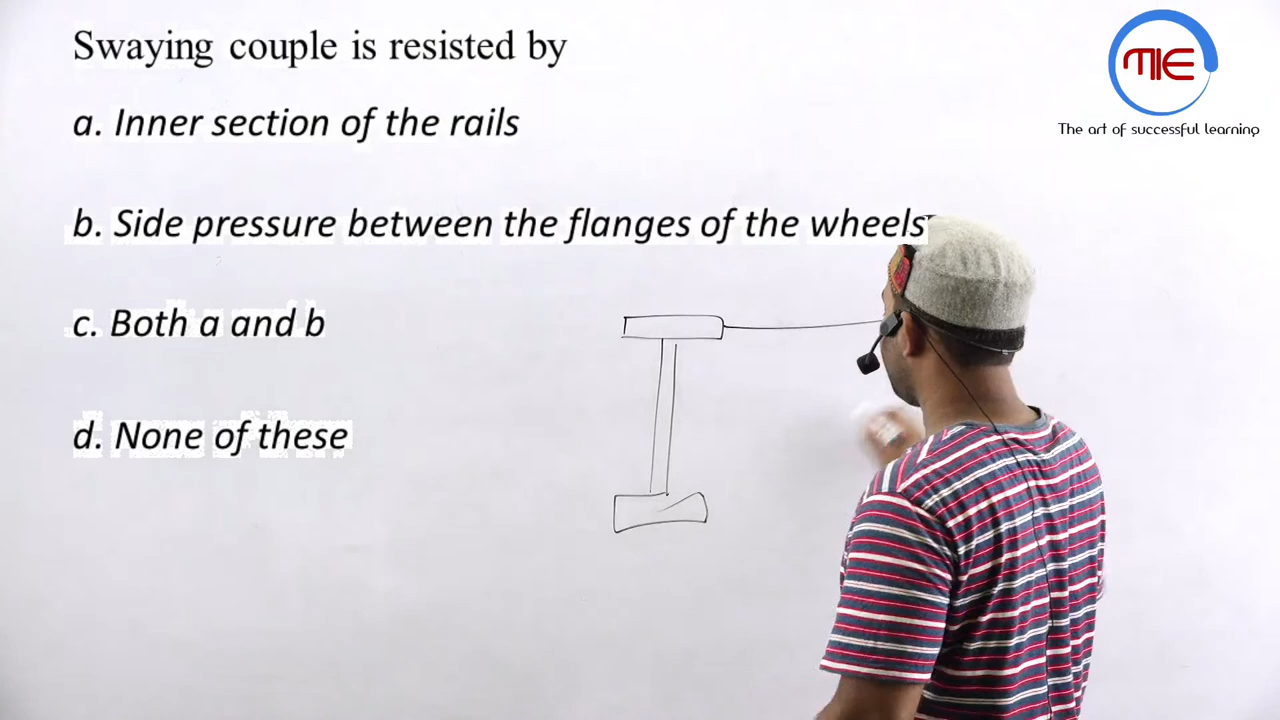 Swaying couple is resisted by
MIE
The art of successful learning
a. Inner section of the rails
b. Side pressure between the flanges of the wheels
c. Both a and b
d. None of these